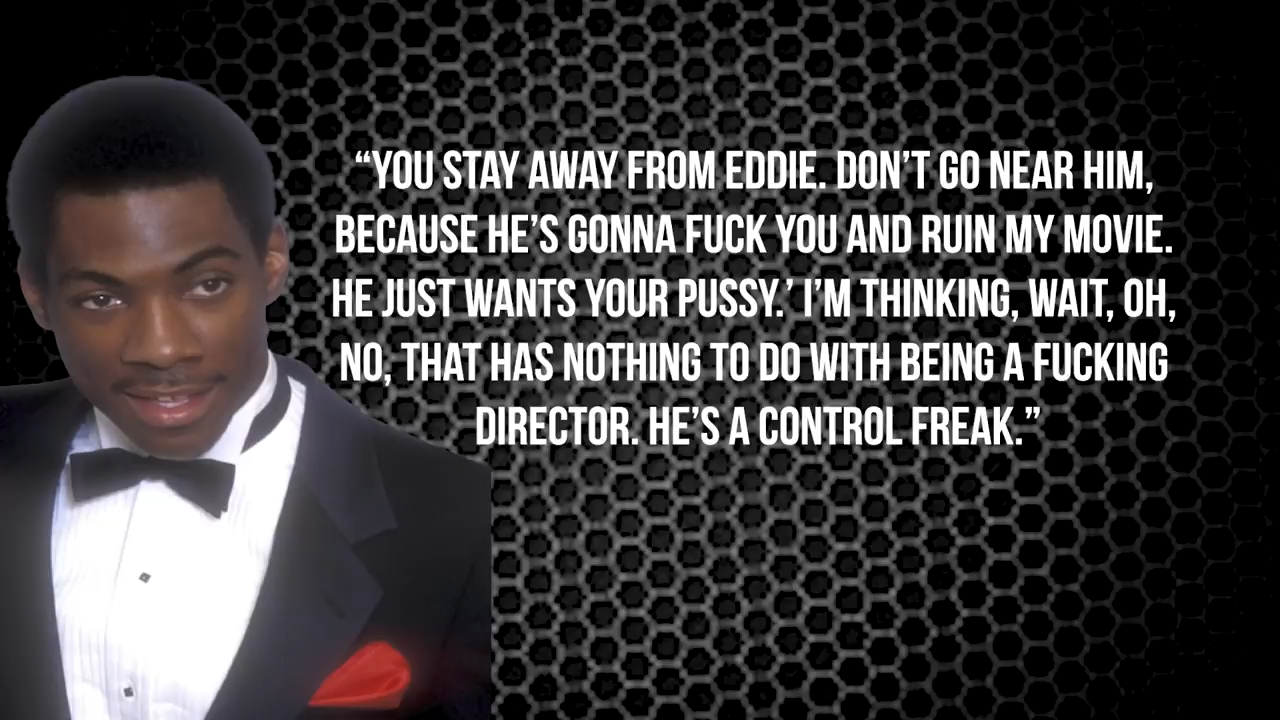 “YOU STAY AWAY FROM EDDIE. DON’T GO NEAR HIM,
BECAUSE HE’S GONNA FUCK YOU AND RUIN MY MOVIE.
HE JUST WANTS YOUR PUSSY.’ I’M THINKING, WAIT, OH,
NO, THAT HAS NOTHING TO DO WITH BEING A FUCKING
DIRECTOR. HE’S A CONTROL FREAK.”